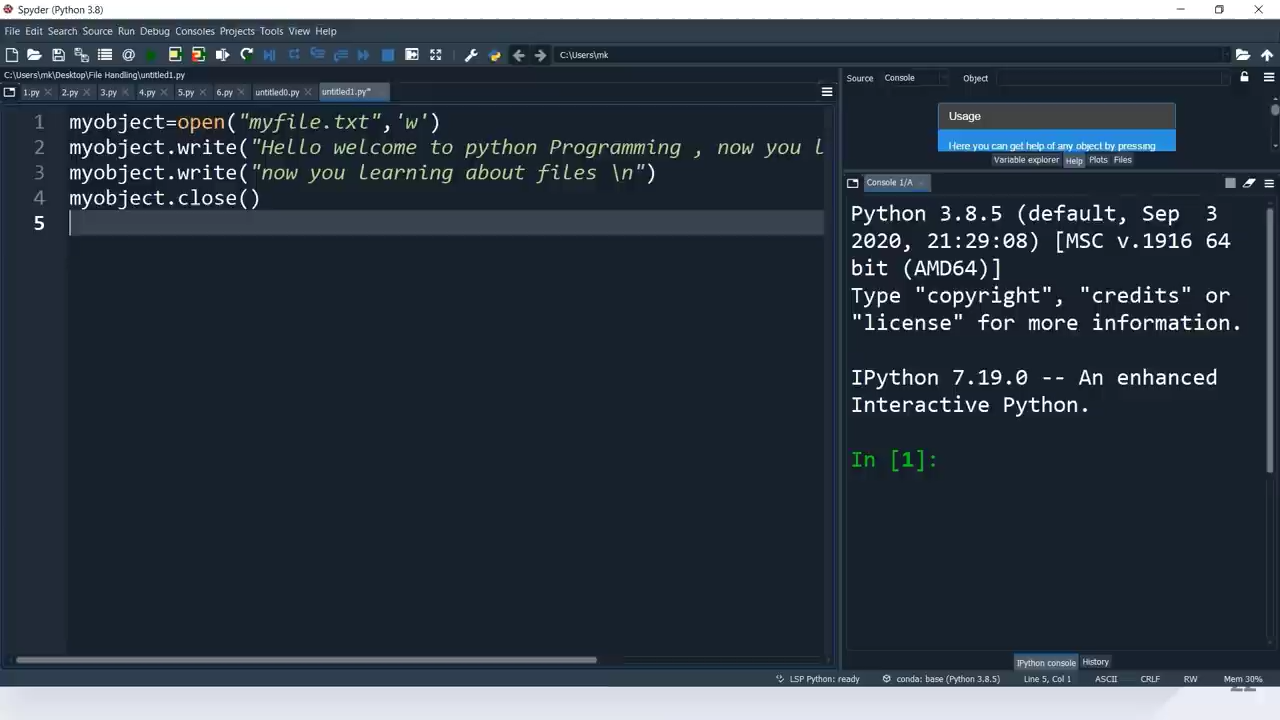 Spyder (Python 3.8)
File Edit Search Source Run Debug Consoles Projects Tools View Help
C:\Users\mk
C:\Users\mk\Desktop\File Handling\untitled1.py
1.py 2.py 3.py 4.py 5.py 6.py untitled0.py untitled1.py*
1 myobject=open("myfile.txt",'w')
2 myobject.write("Hello welcome to python Programming , now you l
3 myobject.write("now you learning about files \n")
4 myobject.close()
5
Source Console Object
Usage
Here you can get help of any object by pressing
Variable explorer Help Plots Files
Console 1/A
Python 3.8.5 (default, Sep 3
2020, 21:29:08) [MSC v.1916 64
bit (AMD64)]
Type "copyright", "credits" or
"license" for more information.
IPython 7.19.0 -- An enhanced
Interactive Python.
In [1]:
IPython console History
LSP Python: ready conda: base (Python 3.8.5) Line 5, Col 1 ASCII CRLF RW Mem 30%